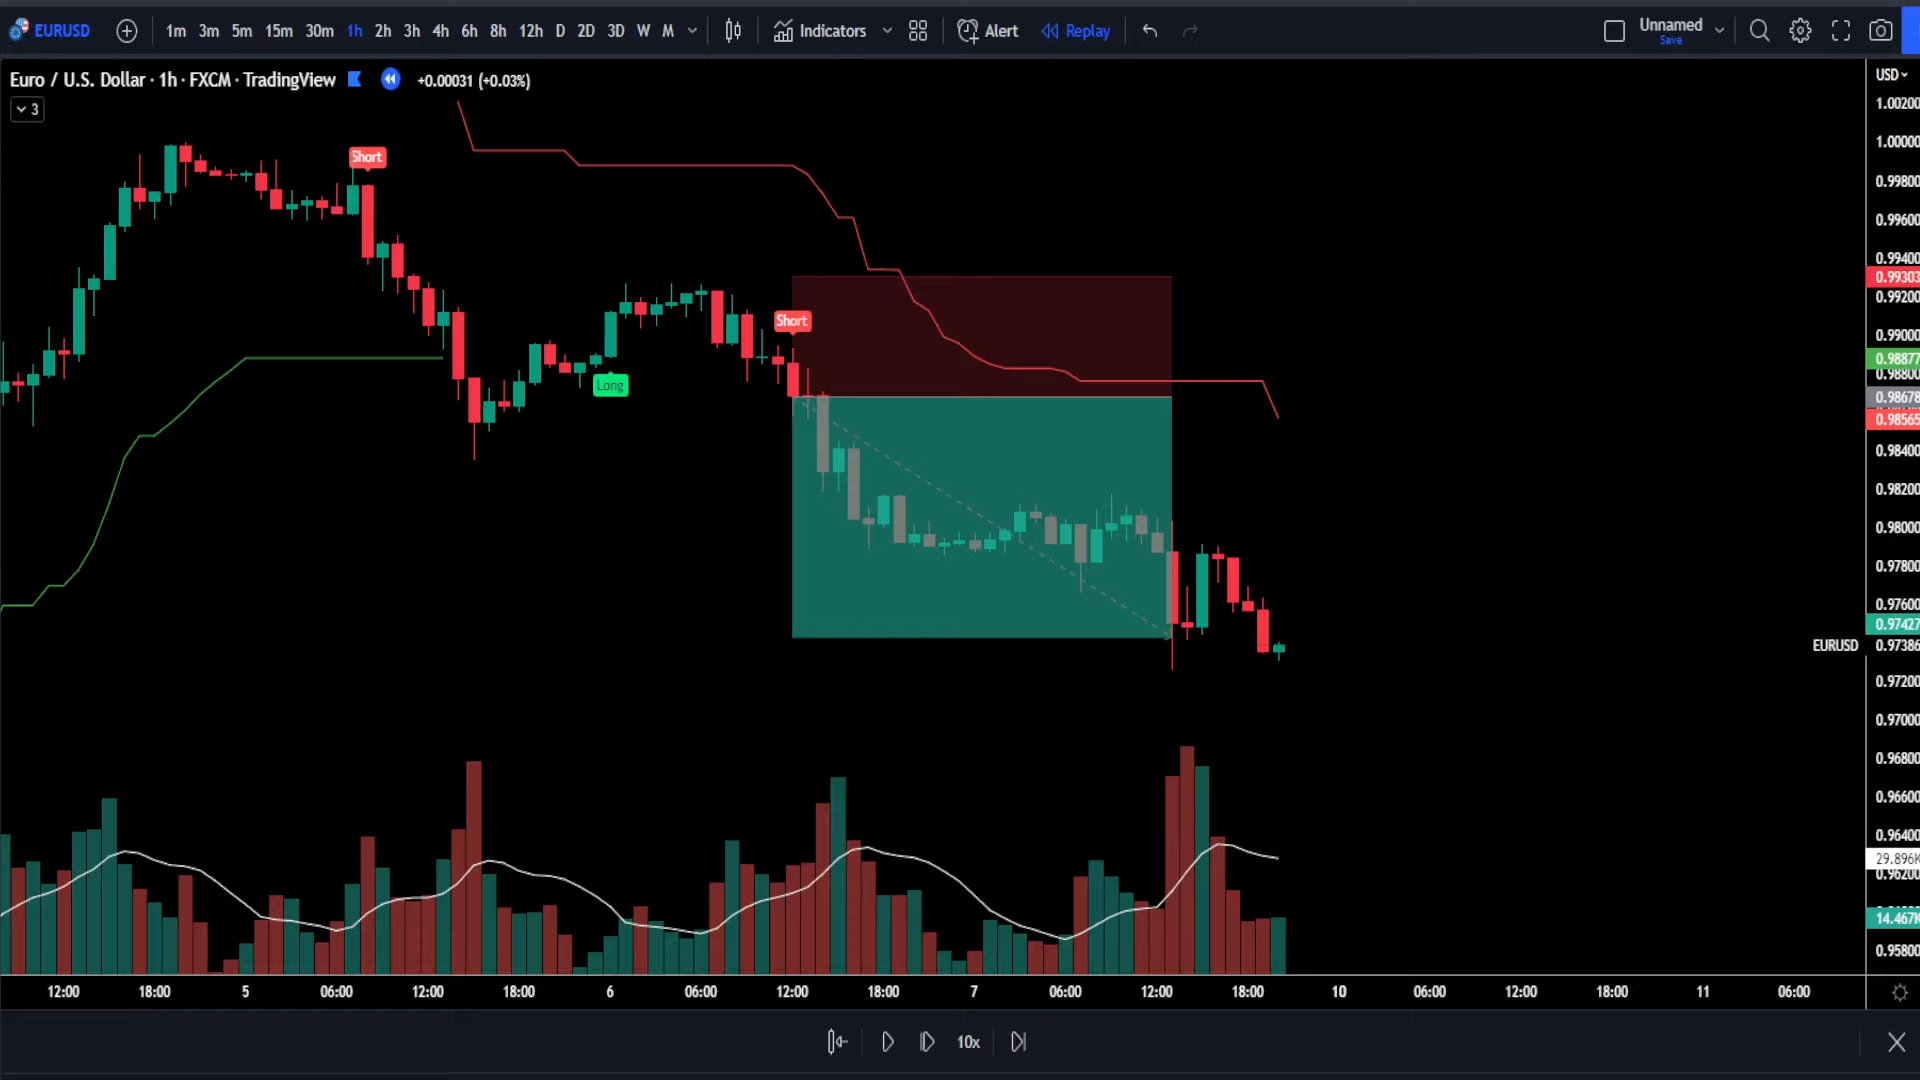 EURUSD 1m 3m 5m 15m 30m 1h 2h 3h 4h 6h 8h 12h D 2D 3D W M Indicators Alert Replay Unnamed
Save
Euro / U.S. Dollar · 1h · FXCM · TradingView +0.00031 (+0.03%)
USD
3
1.00200
1.00000
Short
0.99800
0.99600
0.99400
0.99303
0.99200
Short
0.99000
0.98877
0.98800
Long
0.98678
0.98565
0.98400
0.98200
0.98000
0.97800
0.97600
0.97427
EURUSD 0.97386
0.97200
0.97000
0.96800
0.96600
0.96400
29.896K
0.96200
14.467K
0.95800
12:00 18:00 5 06:00 12:00 18:00 6 06:00 12:00 18:00 7 06:00 12:00 18:00 10 06:00 12:00 18:00 11 06:00
10x